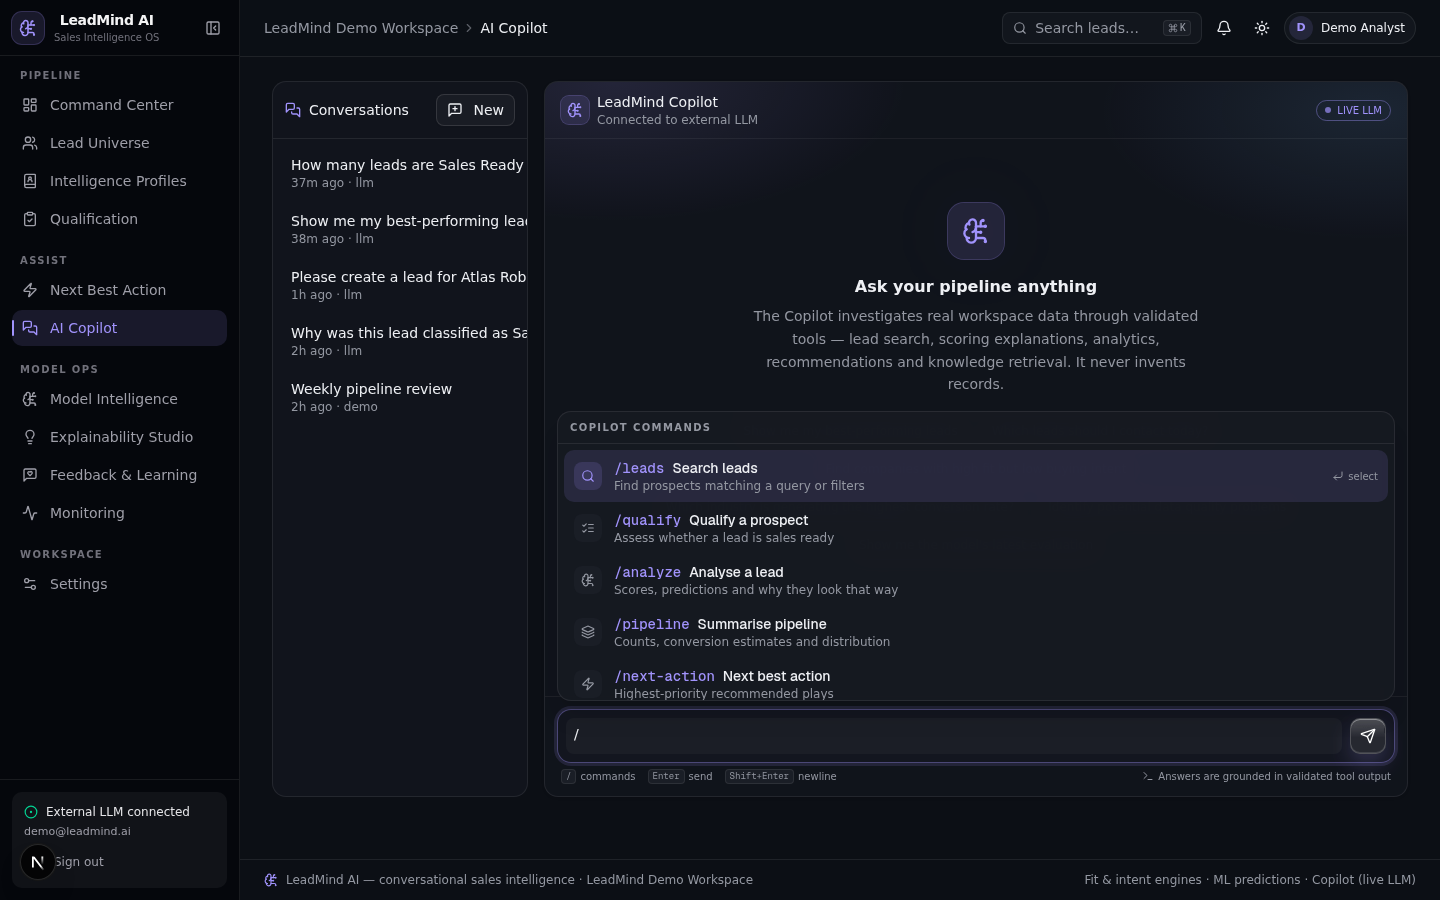 LeadMind AI
Sales Intelligence OS
PIPELINE
Command Center
Lead Universe
Intelligence Profiles
Qualification
ASSIST
Next Best Action
AI Copilot
MODEL OPS
Model Intelligence
Explainability Studio
Feedback & Learning
Monitoring
WORKSPACE
Settings
External LLM connected
demo@leadmind.ai
N
Sign out
LeadMind Demo Workspace > AI Copilot
Search leads... ⌘K
D Demo Analyst
Conversations
New
How many leads are Sales Ready
37m ago · llm
Show me my best-performing lead
38m ago · llm
Please create a lead for Atlas Rob
1h ago · llm
Why was this lead classified as Sa
2h ago · llm
Weekly pipeline review
2h ago · demo
LeadMind Copilot
Connected to external LLM
LIVE LLM
Ask your pipeline anything
The Copilot investigates real workspace data through validated
tools — lead search, scoring explanations, analytics,
recommendations and knowledge retrieval. It never invents
records.
COPILOT COMMANDS
/leads Search leads
Find prospects matching a query or filters
select
/qualify Qualify a prospect
Assess whether a lead is sales ready
/analyze Analyse a lead
Scores, predictions and why they look that way
/pipeline Summarise pipeline
Counts, conversion estimates and distribution
/next-action Next best action
Highest-priority recommended plays
/
/ commands Enter send Shift+Enter newline
Answers are grounded in validated tool output
LeadMind AI — conversational sales intelligence · LeadMind Demo Workspace
Fit & intent engines · ML predictions · Copilot (live LLM)